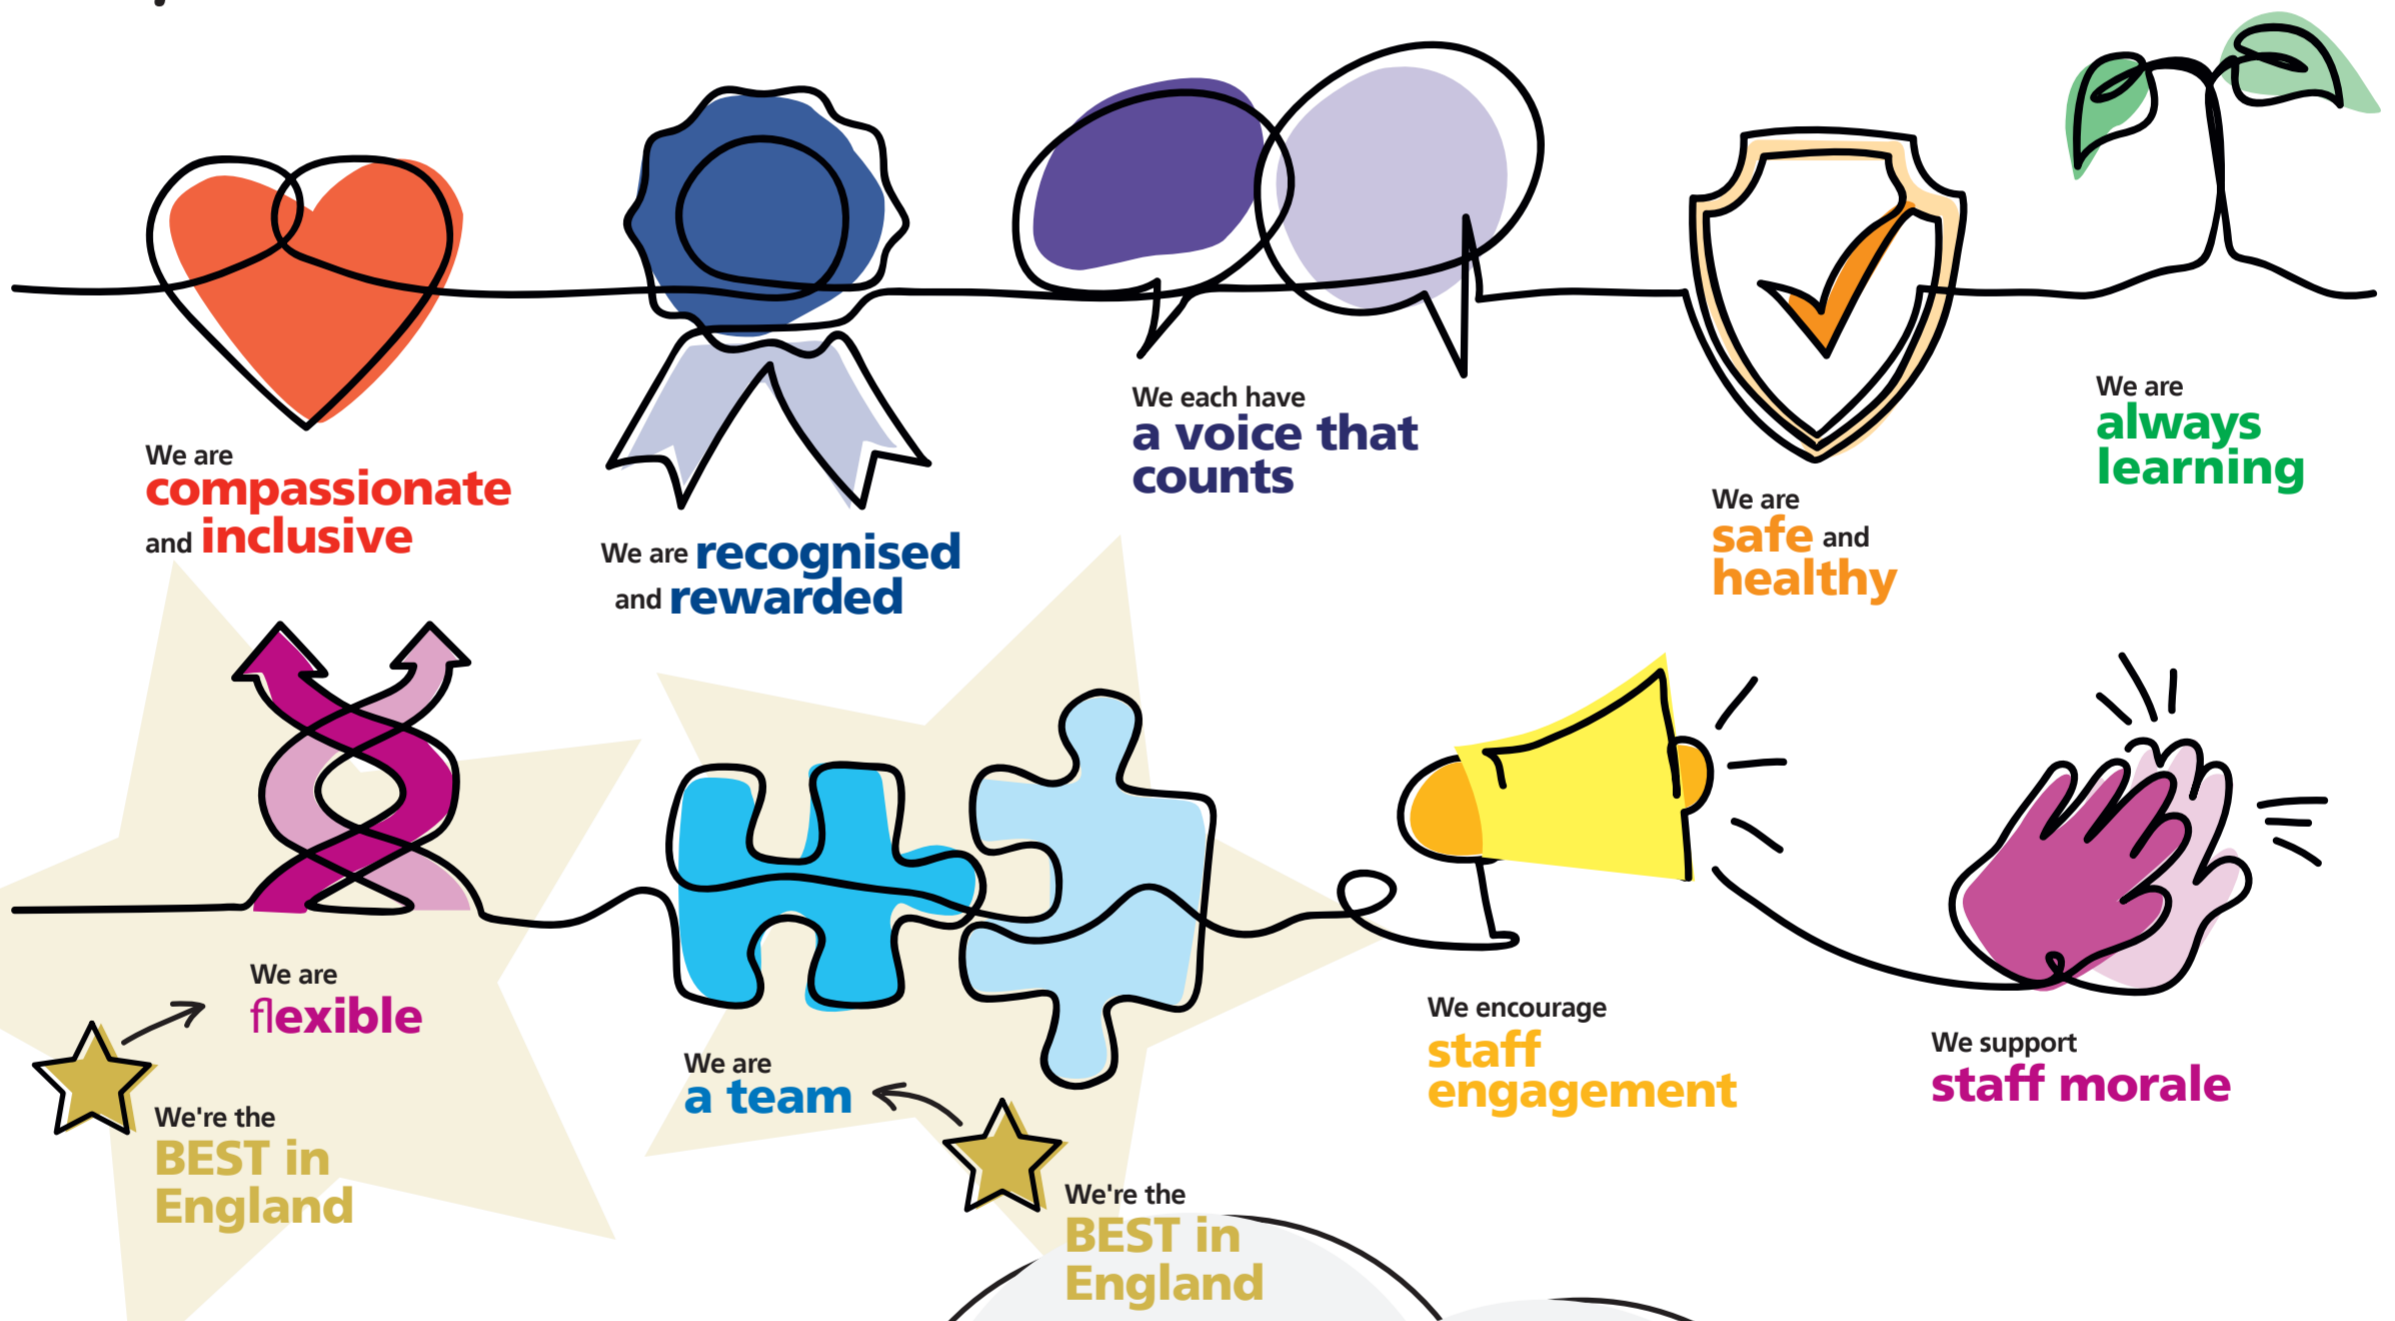 We are
compassionate
and inclusive
We are recognised
and rewarded
We each have
a voice that
counts
We are
safe and
healthy
We are
always
learning
We are
flexible
We're the
BEST in
England
We are
a team
We're the
BEST in
England
We encourage
staff
engagement
We support
staff morale